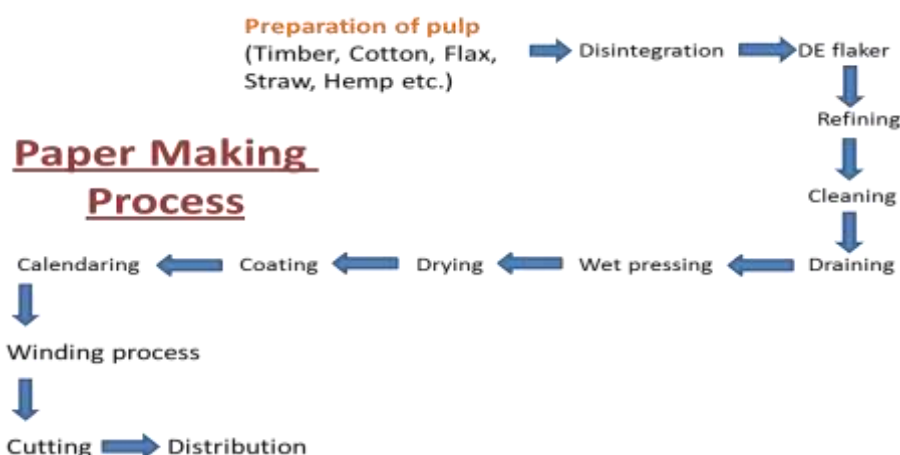 Preparation of pulp
(Timber, Cotton, Flax,
Straw, Hemp etc.)
Disintegration
DE flaker
Refining
Paper Making
Process
Cleaning
Draining
Wet pressing
Drying
Coating
Calendaring
Winding process
Cutting
Distribution